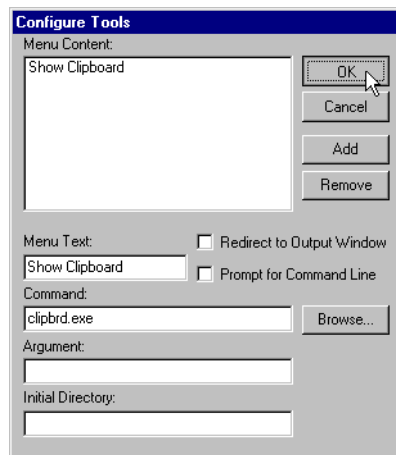 Configure Tools
Menu Content:
Show Clipboard
OK
Cancel
Add
Remove
Menu Text:
Redirect to Output Window
Show Clipboard
Prompt for Command Line
Command:
clipbrd.exe
Browse...
Argument:
Initial Directory: